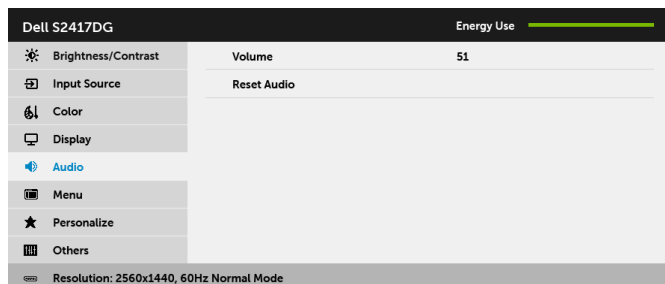 Dell S2417DG Energy Use
Brightness/Contrast Volume 51
Input Source Reset Audio
Color
Display
Audio
Menu
Personalize
Others
Resolution: 2560x1440, 60Hz Normal Mode